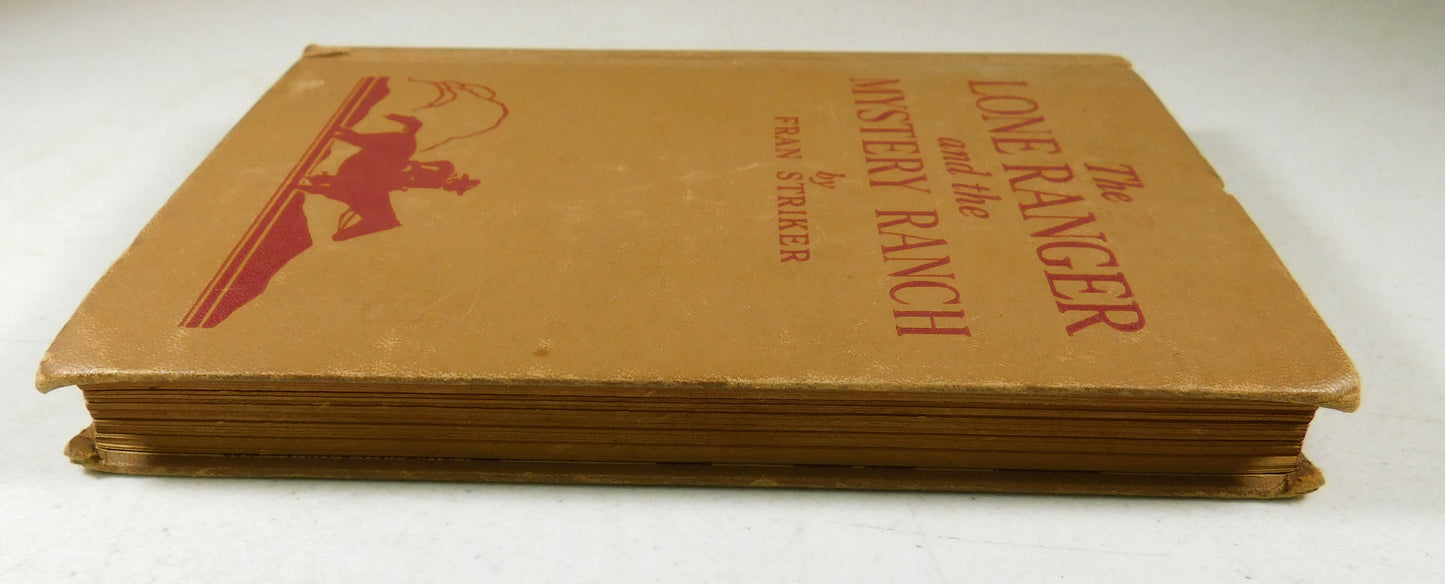 The
LONE RANGER
and the
MYSTERY RANCH
by
FRAN STRIKER